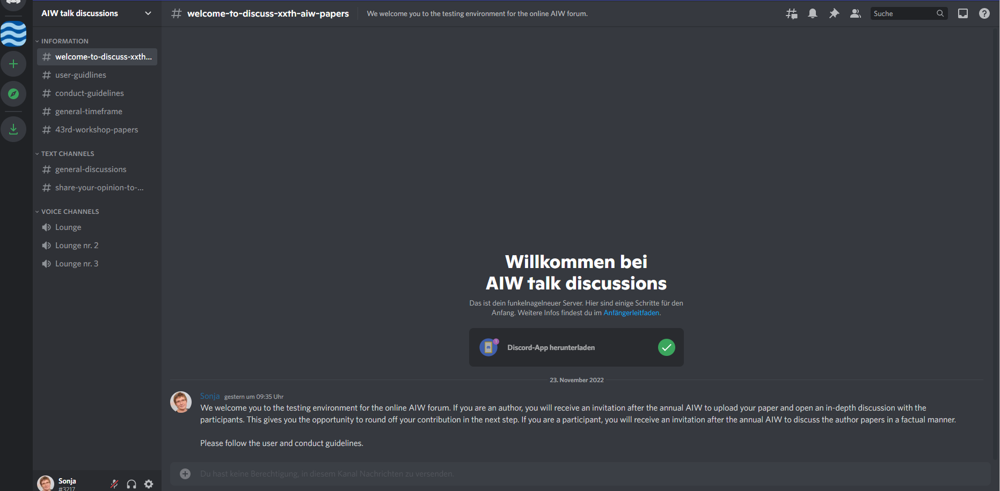 AIW talk discussions
INFORMATION
welcome-to-discuss-xxth...
user-guidlines
conduct-guidelines
general-timeframe
43rd-workshop-papers
TEXT CHANNELS
general-discussions
share-your-opinion-to-...
VOICE CHANNELS
Lounge
Lounge nr. 2
Lounge nr. 3
Sonja
#3217
welcome-to-discuss-xxth-aiw-papers
We welcome you to the testing environment for the online AIW forum.
Suche
Willkommen bei
AIW talk discussions
Das ist dein funkelnagelneuer Server. Hier sind einige Schritte für den
Anfang. Weitere Infos findest du im Anfängerleitfaden.
Discord-App herunterladen
23. November 2022
Sonja gestern um 09:35 Uhr
We welcome you to the testing environment for the online AIW forum. If you are an author, you will receive an invitation after the annual AIW to upload your paper and open an in-depth discussion with the
participants. This gives you the opportunity to round off your contribution in the next step. If you are a participant, you will receive an invitation after the annual AIW to discuss the author papers in a factual manner.
Please follow the user and conduct guidelines.
Du hast keine Berechtigung, in diesem Kanal Nachrichten zu versenden.